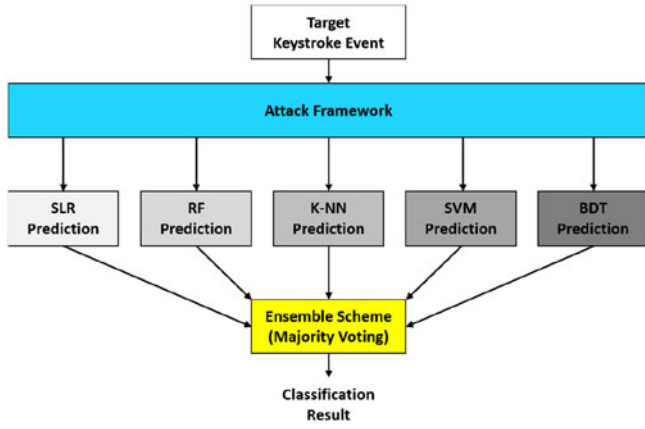 Target
Keystroke Event
Attack Framework
SLR
Prediction
RF
Prediction
K-NN
Prediction
SVM
Prediction
BDT
Prediction
Ensemble Scheme
(Majority Voting)
Classification
Result